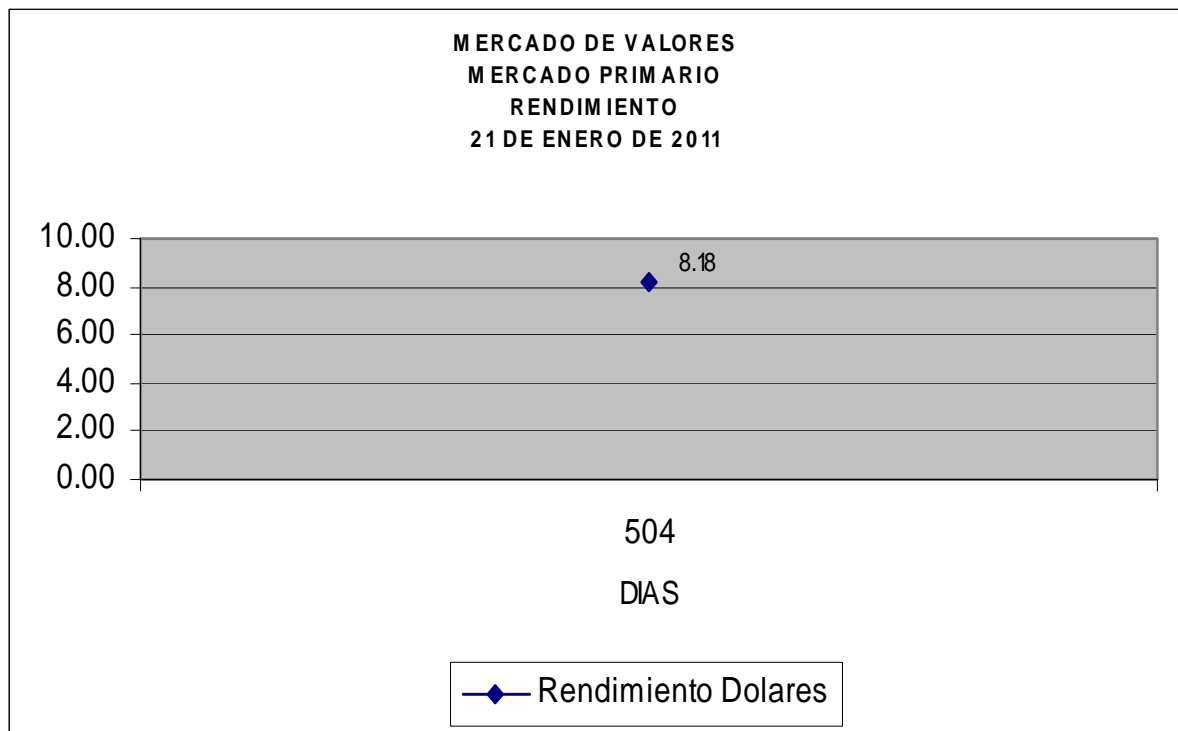 MERCADO DE VALORES
MERCADO PRIMARIO
RENDIMIENTO
21 DE ENERO DE 2011
10.00
8.18
8.00
6.00
4.00
2.00
0.00
504
DIAS
Rendimiento Dolares